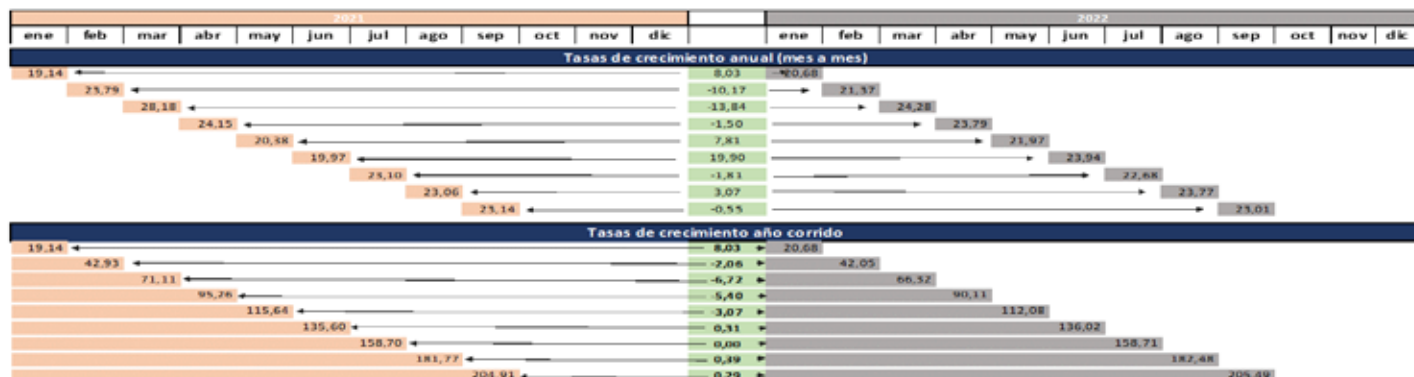 2021 2022
ene feb mar abr may jun jul ago sep oct nov dic ene feb mar abr may jun jul ago sep oct nov dic
Tasas de crecimiento anual (mes a mes)
19,14 8,03 20,68
23,79 -10,17 21,37
28,18 -13,84 24,28
24,15 -1,50 23,79
20,38 7,81 21,97
19,97 19,90 23,94
23,10 -1,81 22,68
23,06 3,07 23,77
23,14 -0,55 23,01
Tasas de crecimiento año corrido
19,14 8,03 20,68
42,93 -2,06 42,05
71,11 -6,72 66,32
95,26 -5,40 90,11
115,64 -3,07 112,08
135,60 0,31 136,02
158,70 0,00 158,71
181,77 0,39 182,48
204,91 0,29 205,49